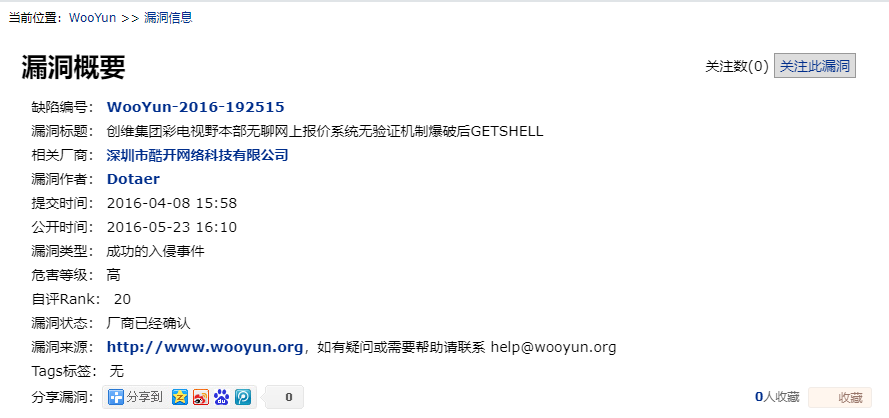 当前位置：WooYun >> 漏洞信息
漏洞概要
关注数(0) 关注此漏洞
缺陷编号： WooYun-2016-192515
漏洞标题： 创维集团彩电视野本部无聊网上报价系统无验证机制爆破后GETSHELL
相关厂商： 深圳市酷开网络科技有限公司
漏洞作者： Dotaer
提交时间： 2016-04-08 15:58
公开时间： 2016-05-23 16:10
漏洞类型： 成功的入侵事件
危害等级： 高
自评Rank： 20
漏洞状态： 厂商已经确认
漏洞来源： http://www.wooyun.org，如有疑问或需要帮助请联系 help@wooyun.org
Tags标签： 无
分享漏洞： 分享到 0 0人收藏 收藏